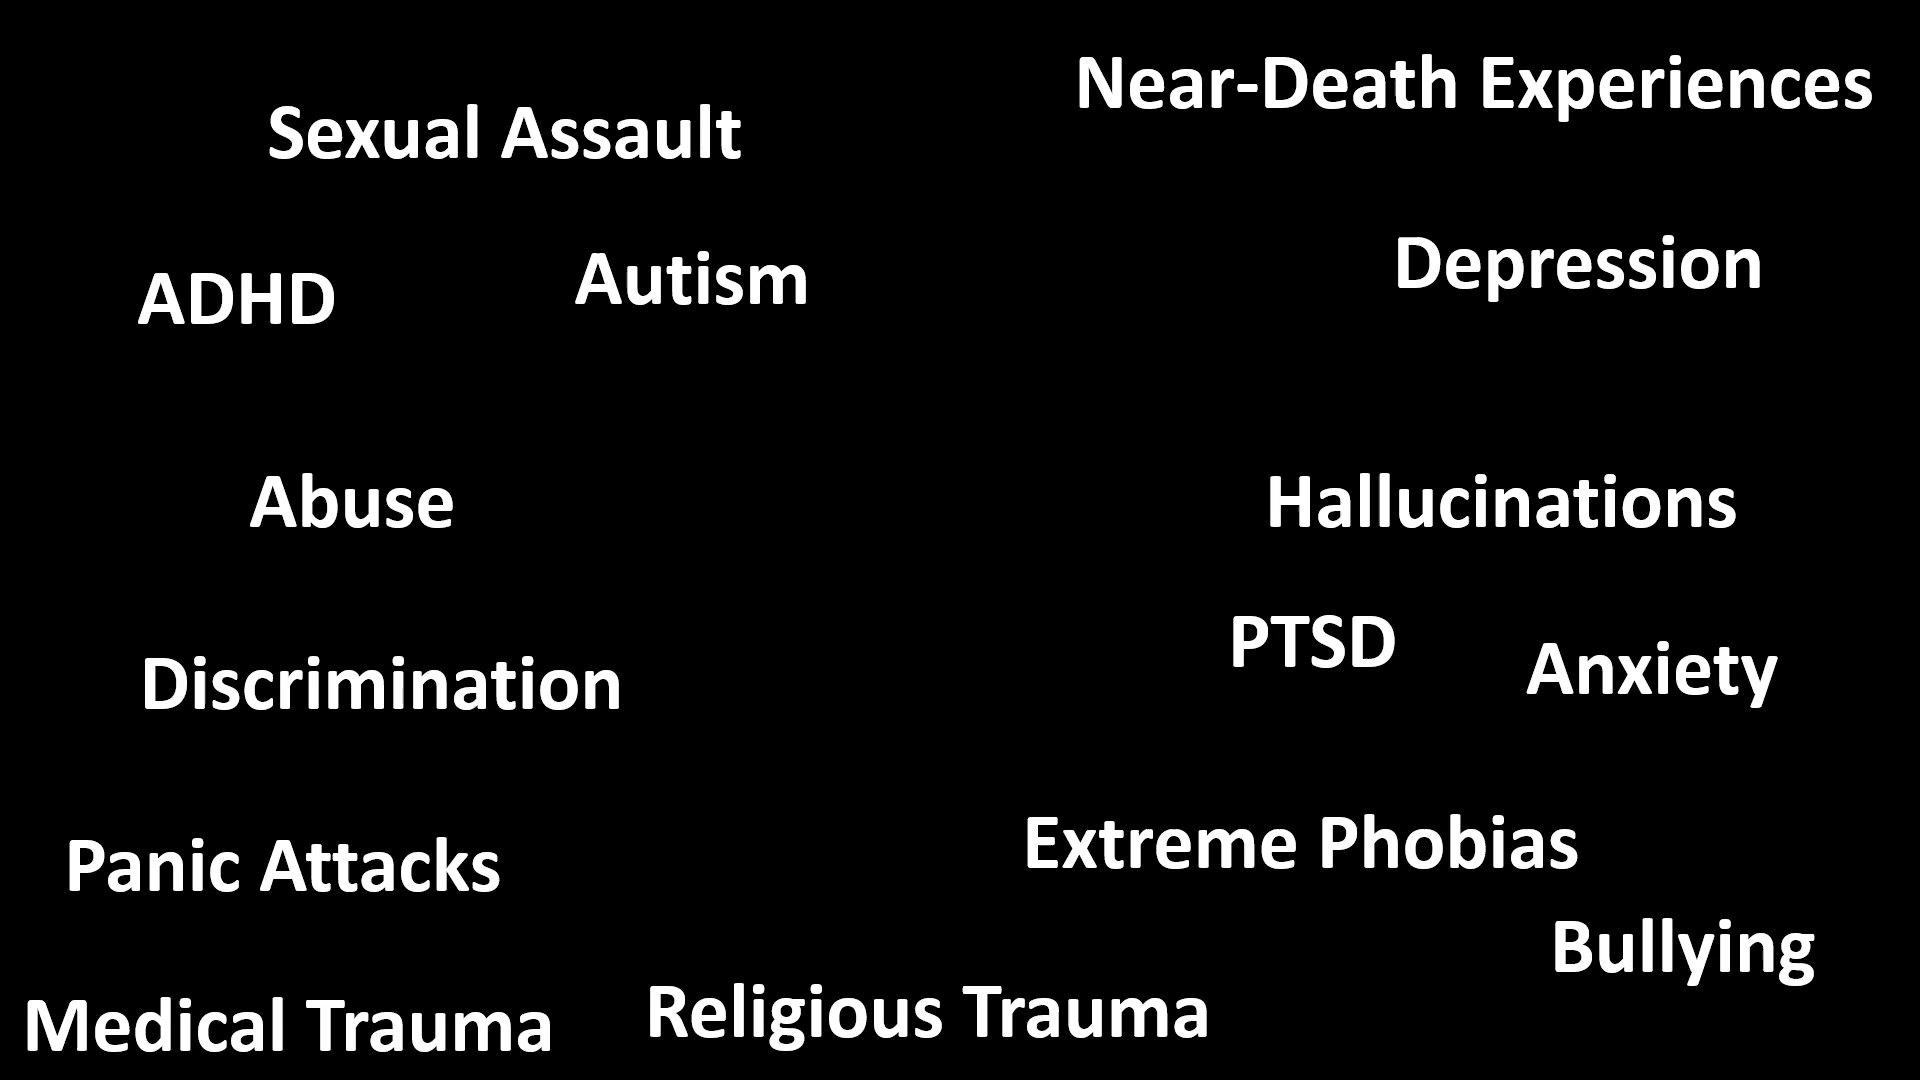 Near-Death Experiences
Sexual Assault
Depression
Autism
ADHD
Abuse
Hallucinations
PTSD
Anxiety
Discrimination
Extreme Phobias
Panic Attacks
Bullying
Religious Trauma
Medical Trauma